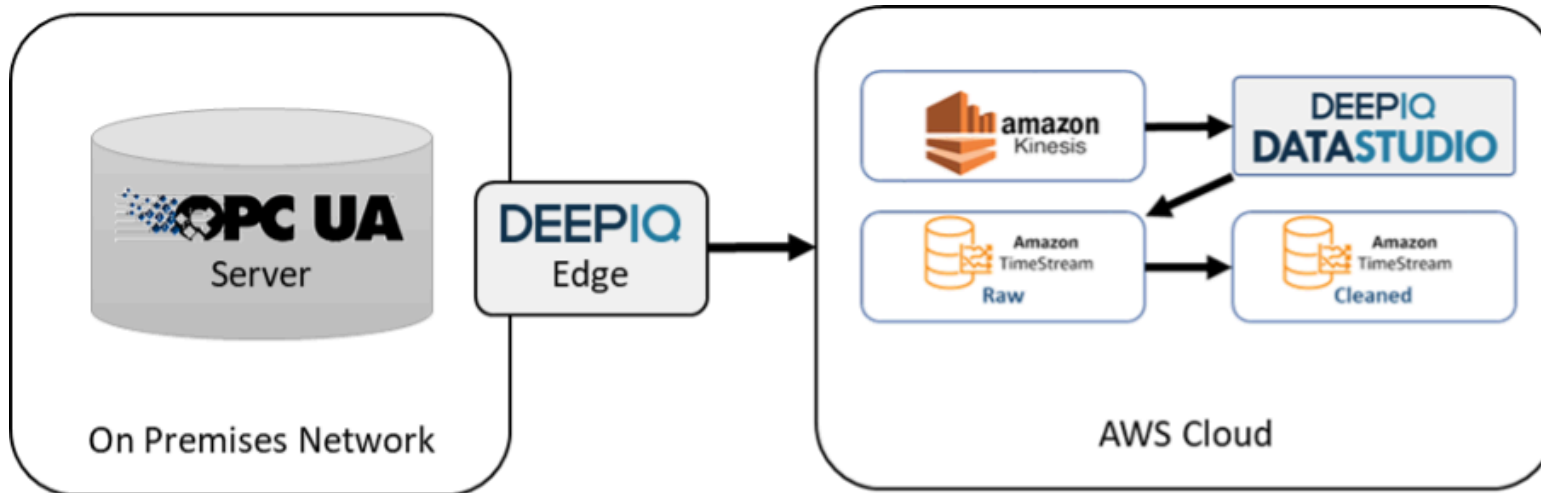 OPC UA
Server
On Premises Network
DEEPIQ
Edge
amazon
Kinesis
DEEPIQ
DATASTUDIO
Amazon
TimeStream
Raw
Amazon
TimeStream
Cleaned
AWS Cloud